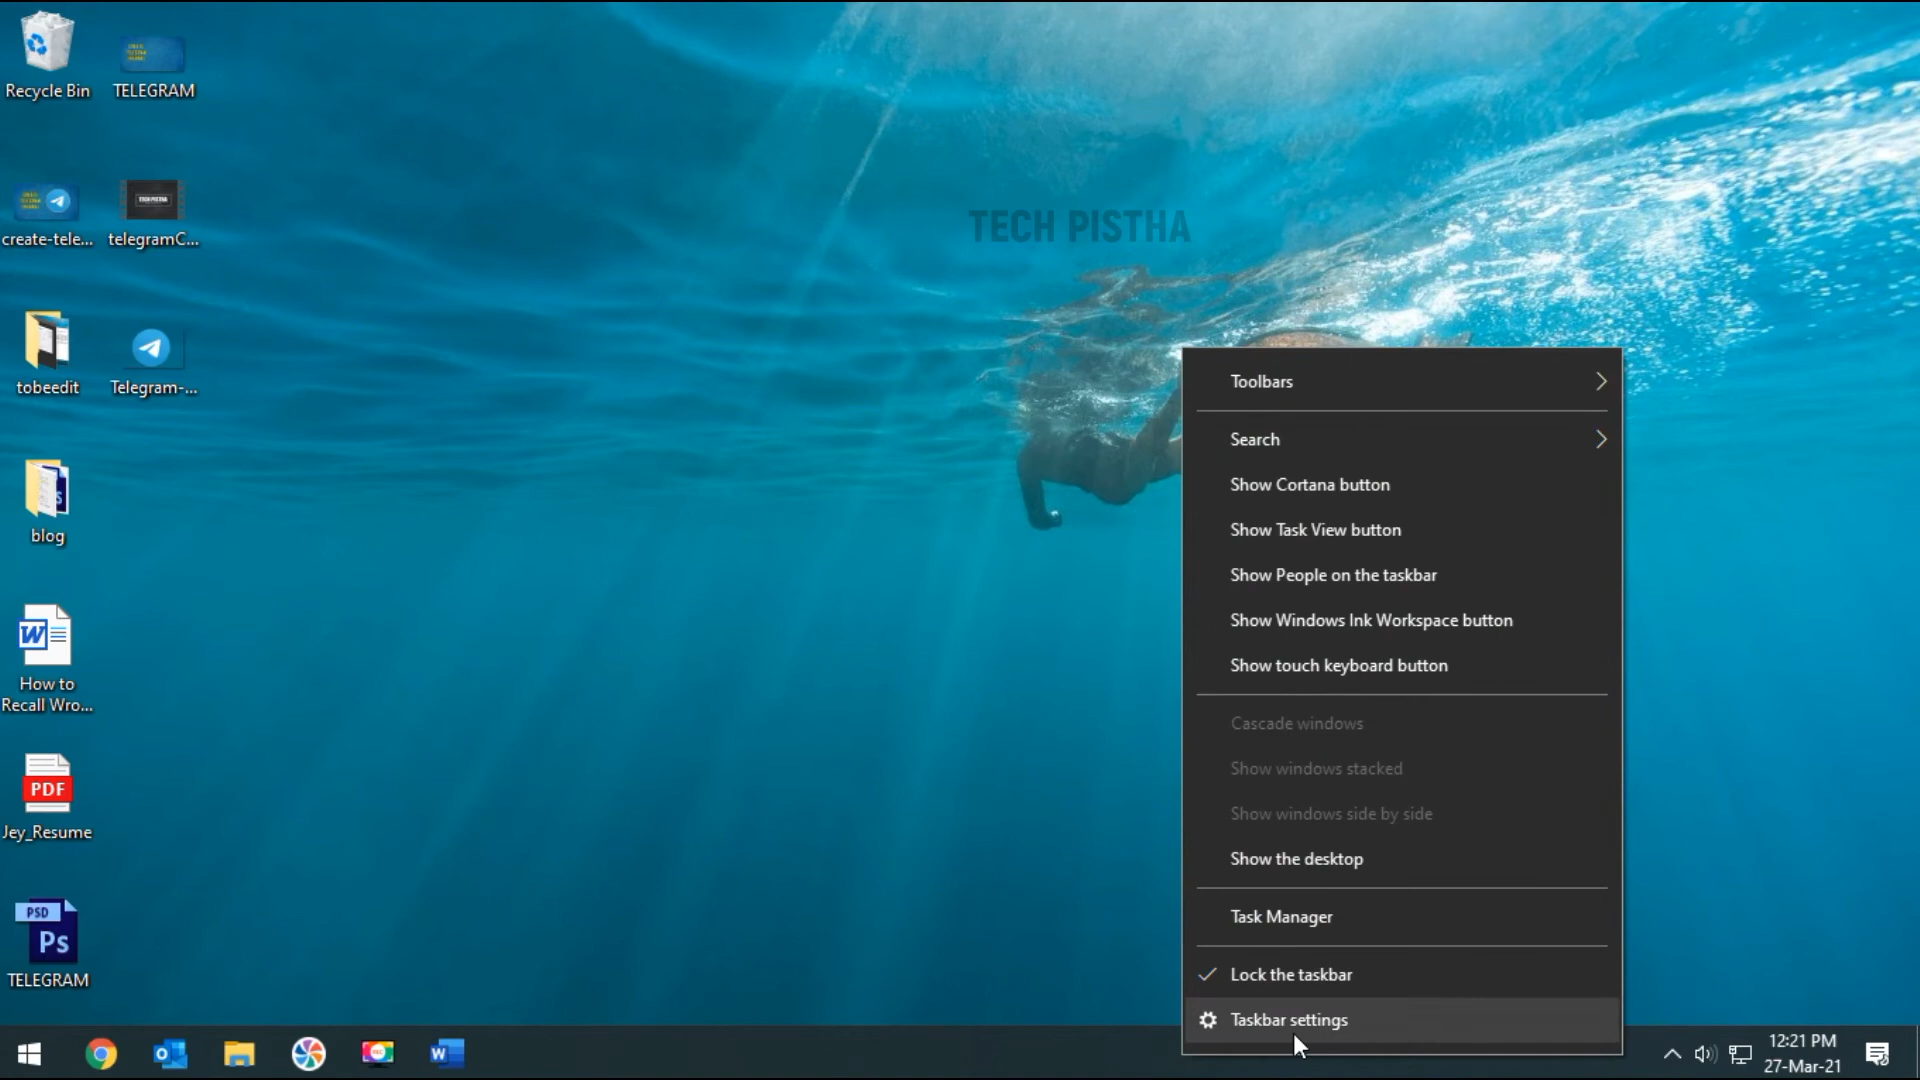 Recycle Bin
TELEGRAM
create-tele...
telegramC...
TECH PISTHA
tobeedit
Telegram-...
blog
How to
Recall Wro...
PDF
Jey_Resume
PSD
Ps
TELEGRAM
TECH PISTHA
Toolbars
Search
Show Cortana button
Show Task View button
Show People on the taskbar
Show Windows Ink Workspace button
Show touch keyboard button
Cascade windows
Show windows stacked
Show windows side by side
Show the desktop
Task Manager
Lock the taskbar
Taskbar settings
12:21 PM
27-Mar-21